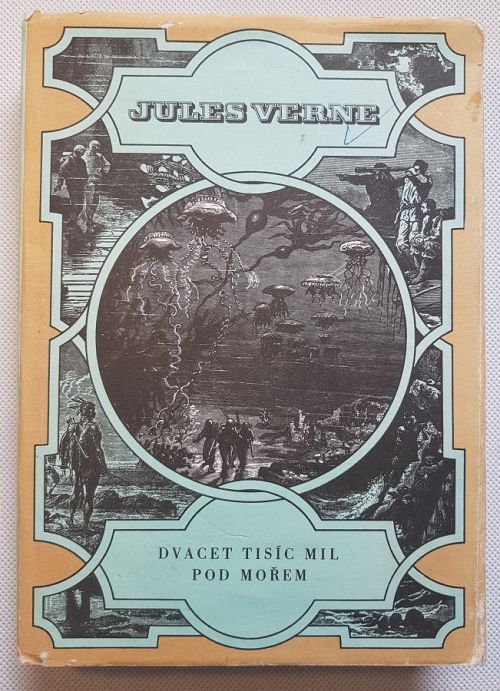 JULES VERNE
DVACET TISÍC MIL
POD MOŘEM